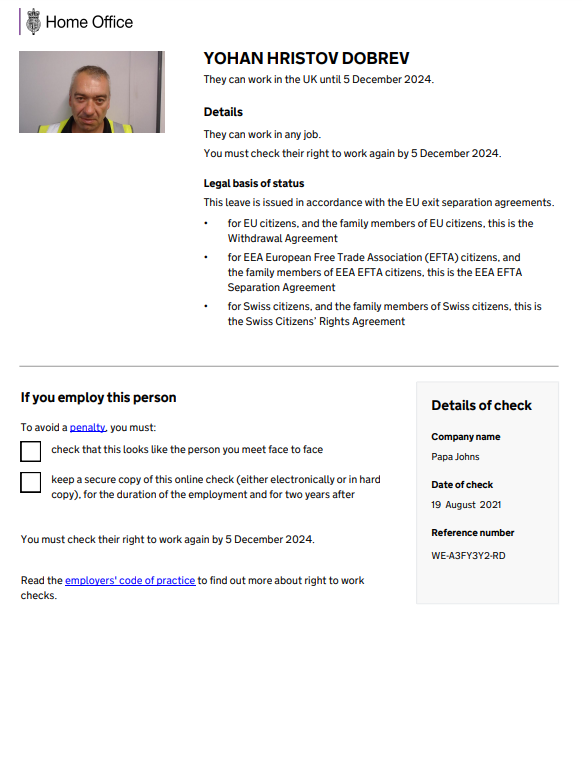 Home Office
YOHAN HRISTOV DOBREV
They can work in the UK until 5 December 2024.
Details
They can work in any job.
You must check their right to work again by 5 December 2024.
Legal basis of status
This leave is issued in accordance with the EU exit separation agreements.
• for EU citizens, and the family members of EU citizens, this is the
Withdrawal Agreement
• for EEA European Free Trade Association (EFTA) citizens, and
the family members of EEA EFTA citizens, this is the EEA EFTA
Separation Agreement
• for Swiss citizens, and the family members of Swiss citizens, this is
the Swiss Citizens' Rights Agreement
If you employ this person
To avoid a penalty, you must:
check that this looks like the person you meet face to face
keep a secure copy of this online check (either electronically or in hard
copy), for the duration of the employment and for two years after
You must check their right to work again by 5 December 2024.
Read the employers' code of practice to find out more about right to work
checks.
Details of check
Company name
Papa Johns
Date of check
19 August 2021
Reference number
WE-A3FY3Y2-RD